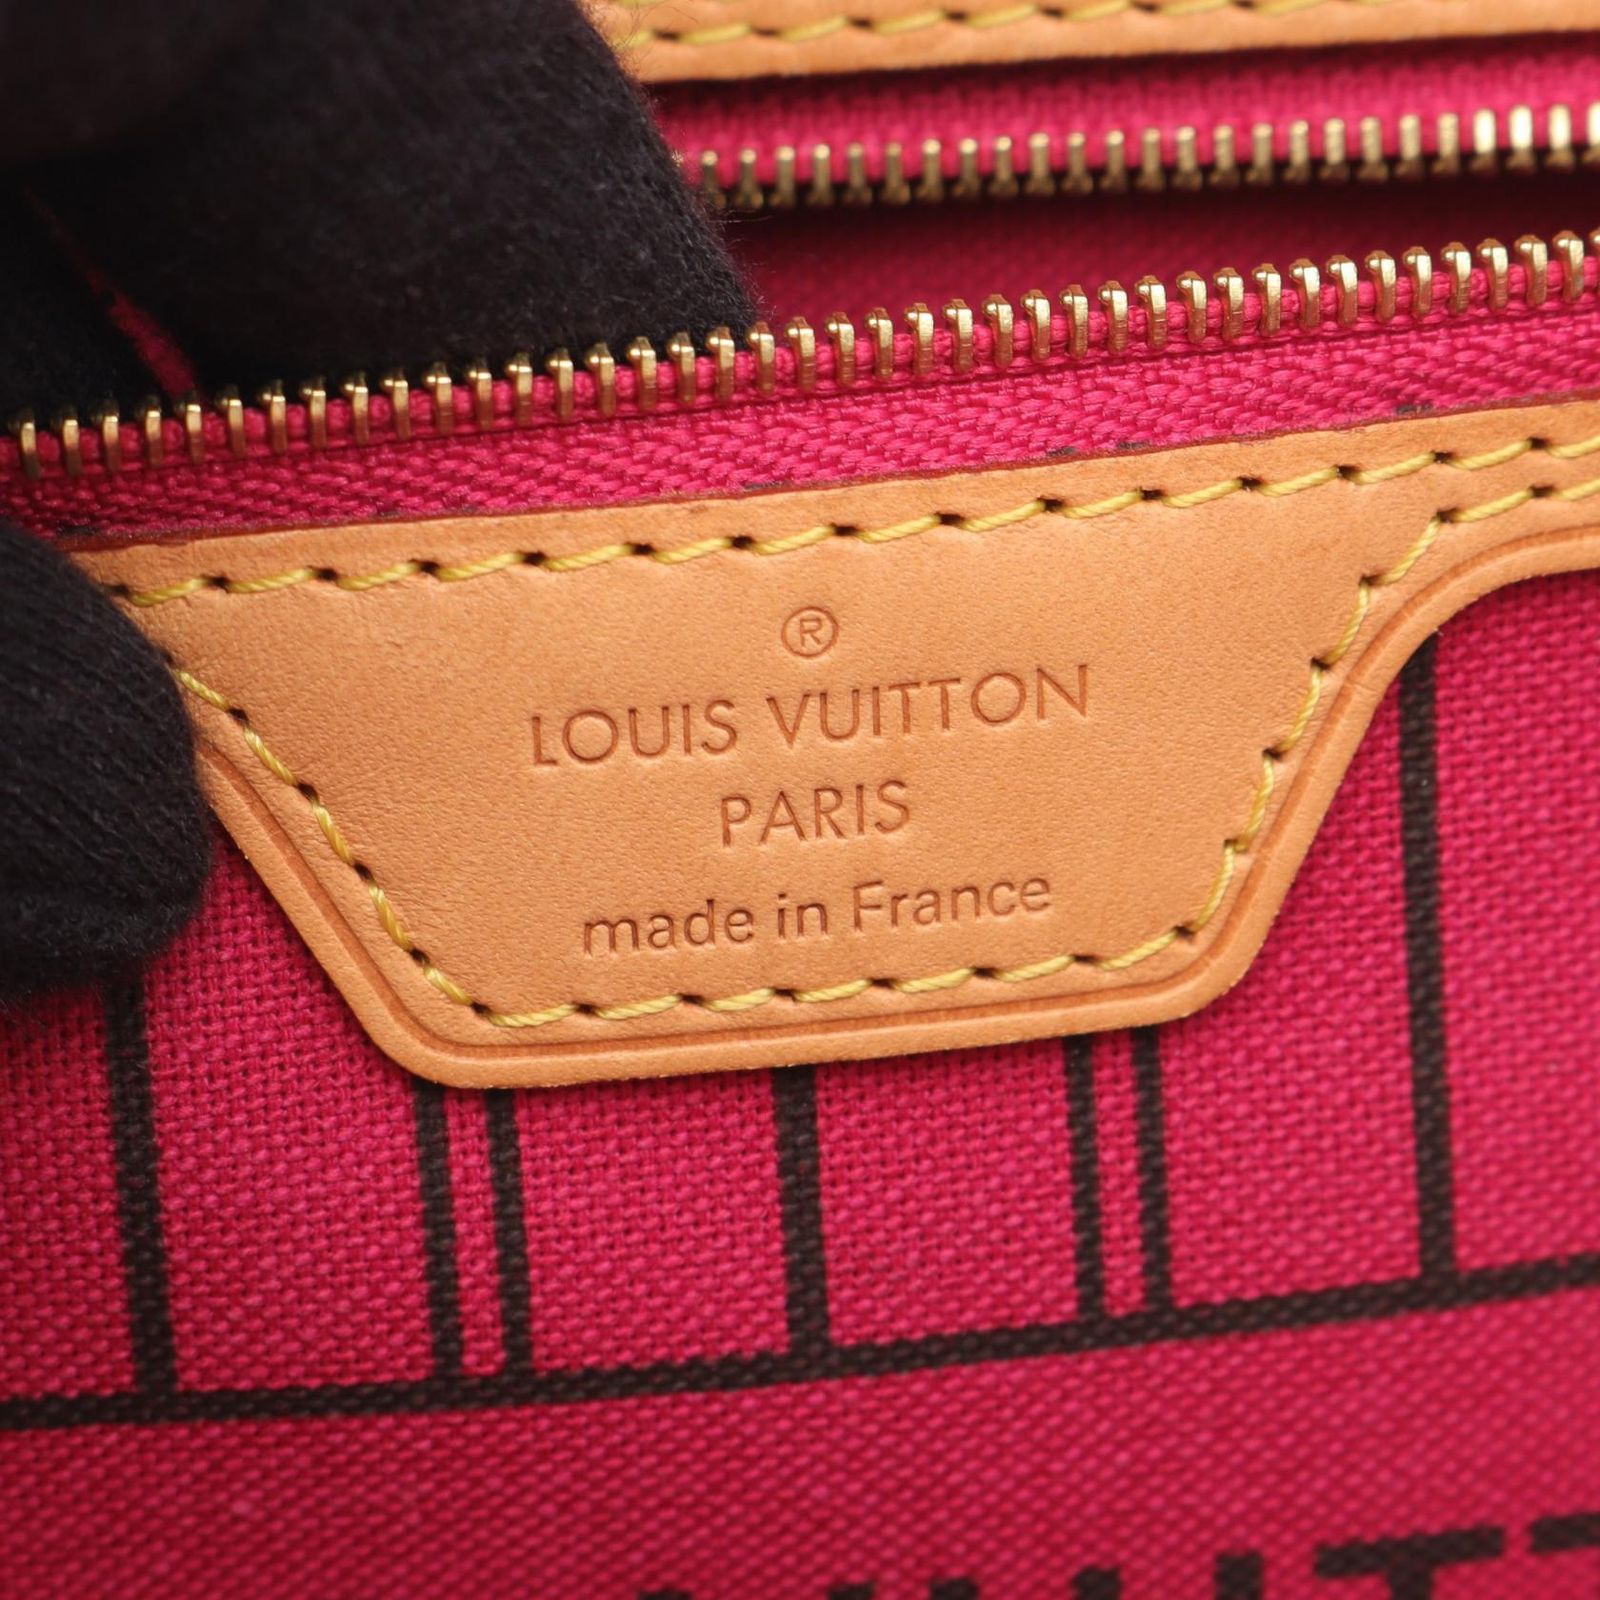 ®
LOUIS VUITTON
PARIS
made in France